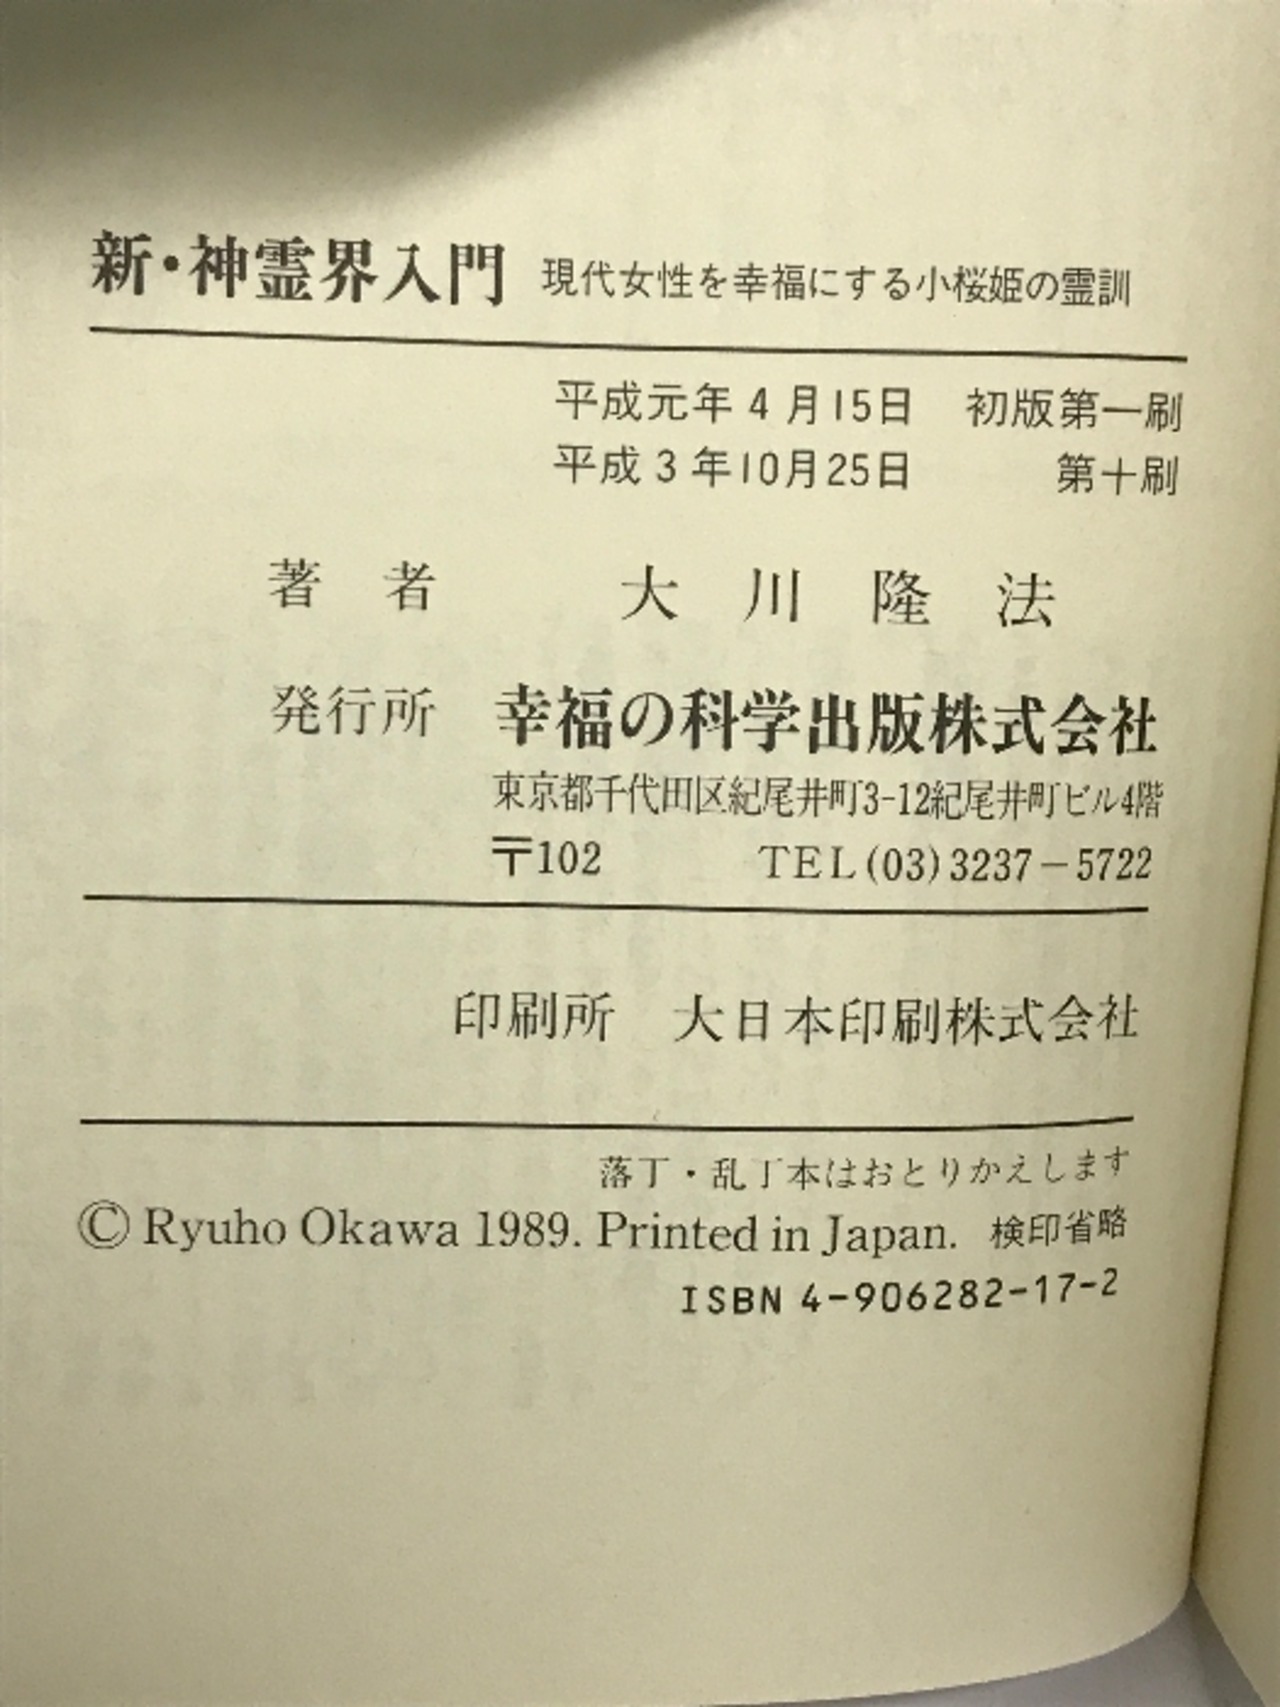 新・神霊界入門 現代女性を幸福にする小桜姫の霊訓
平成元年4月15日 初版第一刷
平成3年10月25日 第十刷
著者 大川隆法
発行所 幸福の科学出版株式会社
東京都千代田区紀尾井町3-12紀尾井町ビル4階
〒102 TEL(03)3237－5722
印刷所 大日本印刷株式会社
落丁・乱丁本はおとりかえします
© Ryuho Okawa 1989. Printed in Japan. 検印省略
ISBN 4-906282-17-2